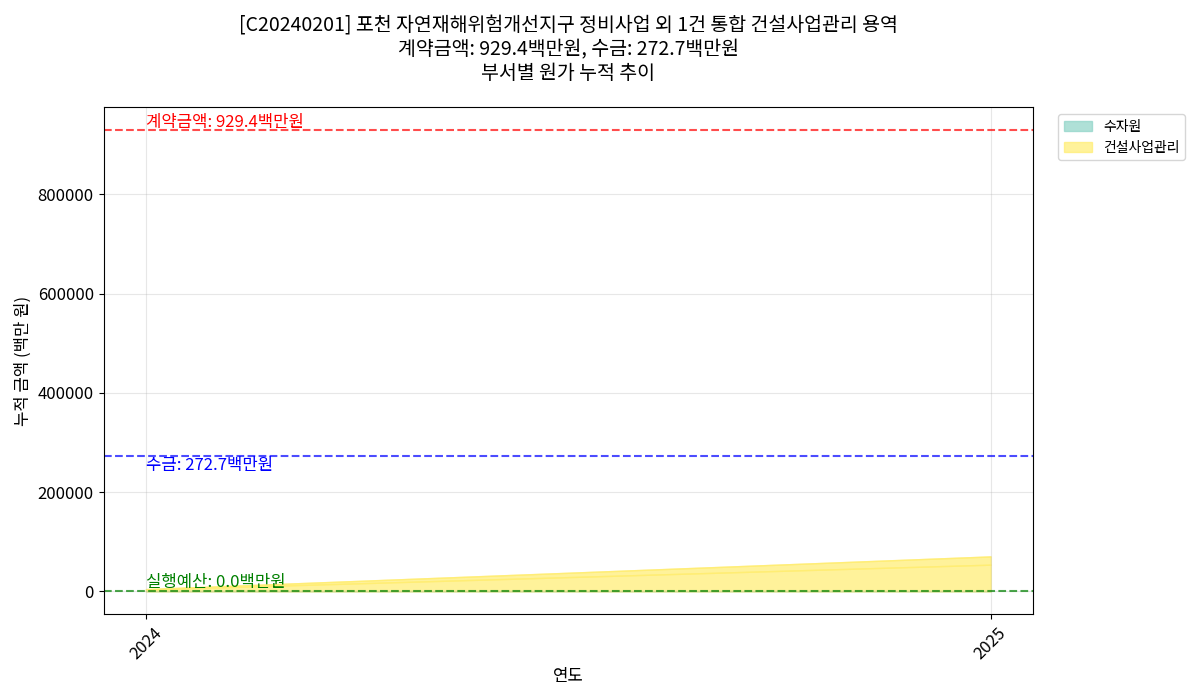 [C20240201] 포천 자연재해위험개선지구 정비사업 외 1건 통합 건설사업관리 용역
계약금액: 929.4백만원, 수금: 272.7백만원
부서별 원가 누적 추이
계약금액: 929.4백만원
수자원
건설사업관리
800000
600000
400000
수금: 272.7백만원
200000
실행예산: 0.0백만원
0
누적 금액 (백만 원)
2024
2025
연도